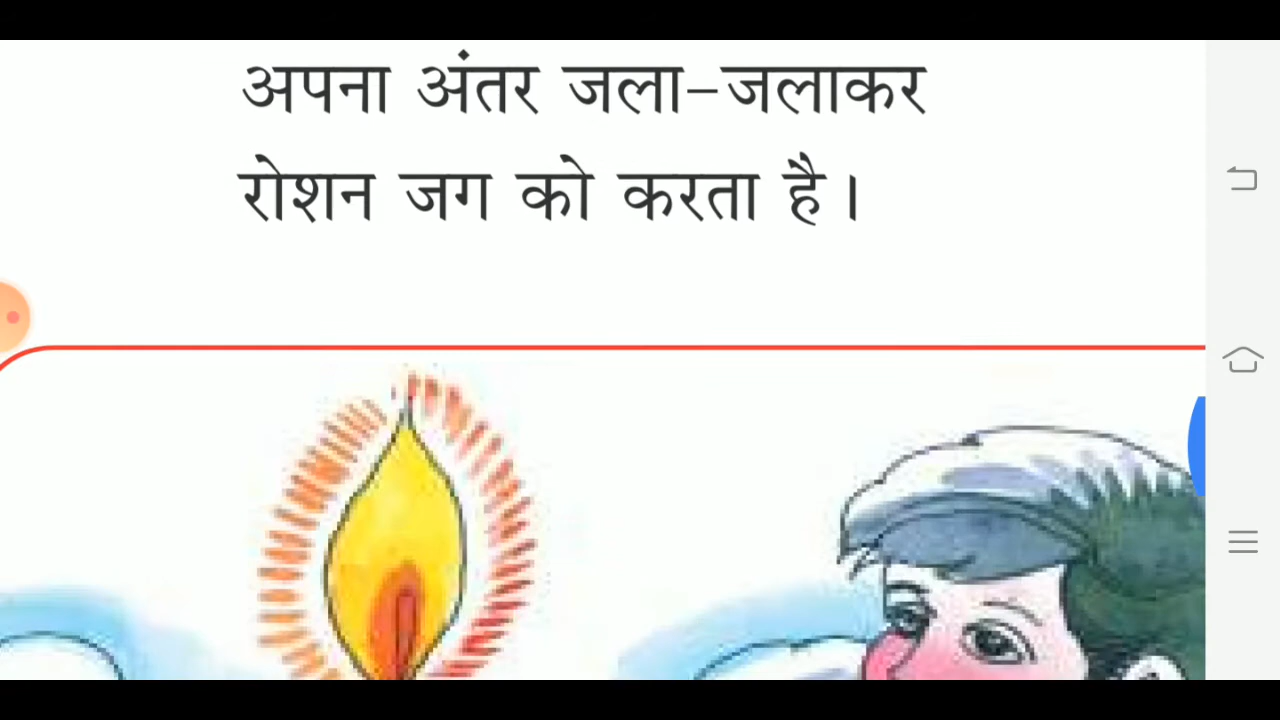 अपना अंतर जला-जलाकर
रोशन जग को करता है।